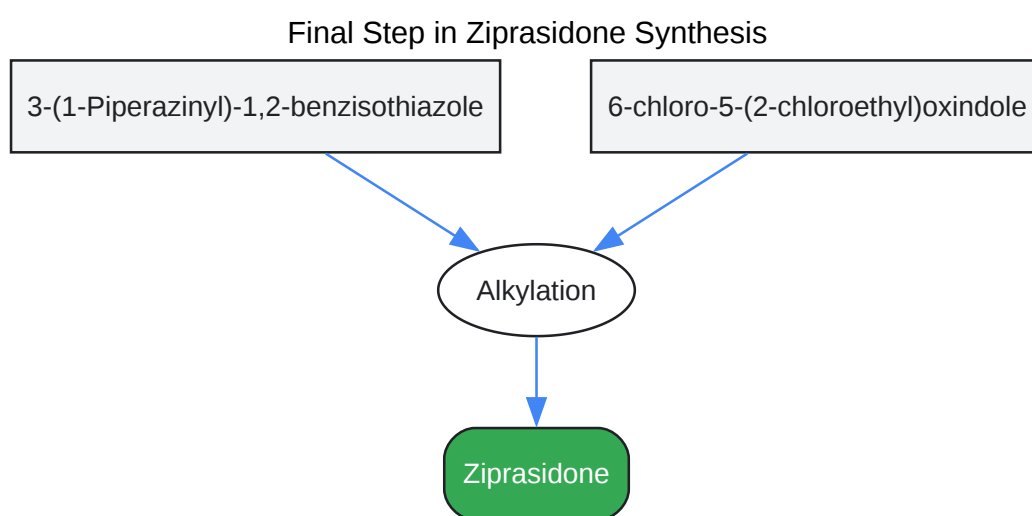 Final Step in Ziprasidone Synthesis
3-(1-Piperazinyl)-1,2-benzisothiazole
6-chloro-5-(2-chloroethyl)oxindole
Alkylation
Ziprasidone